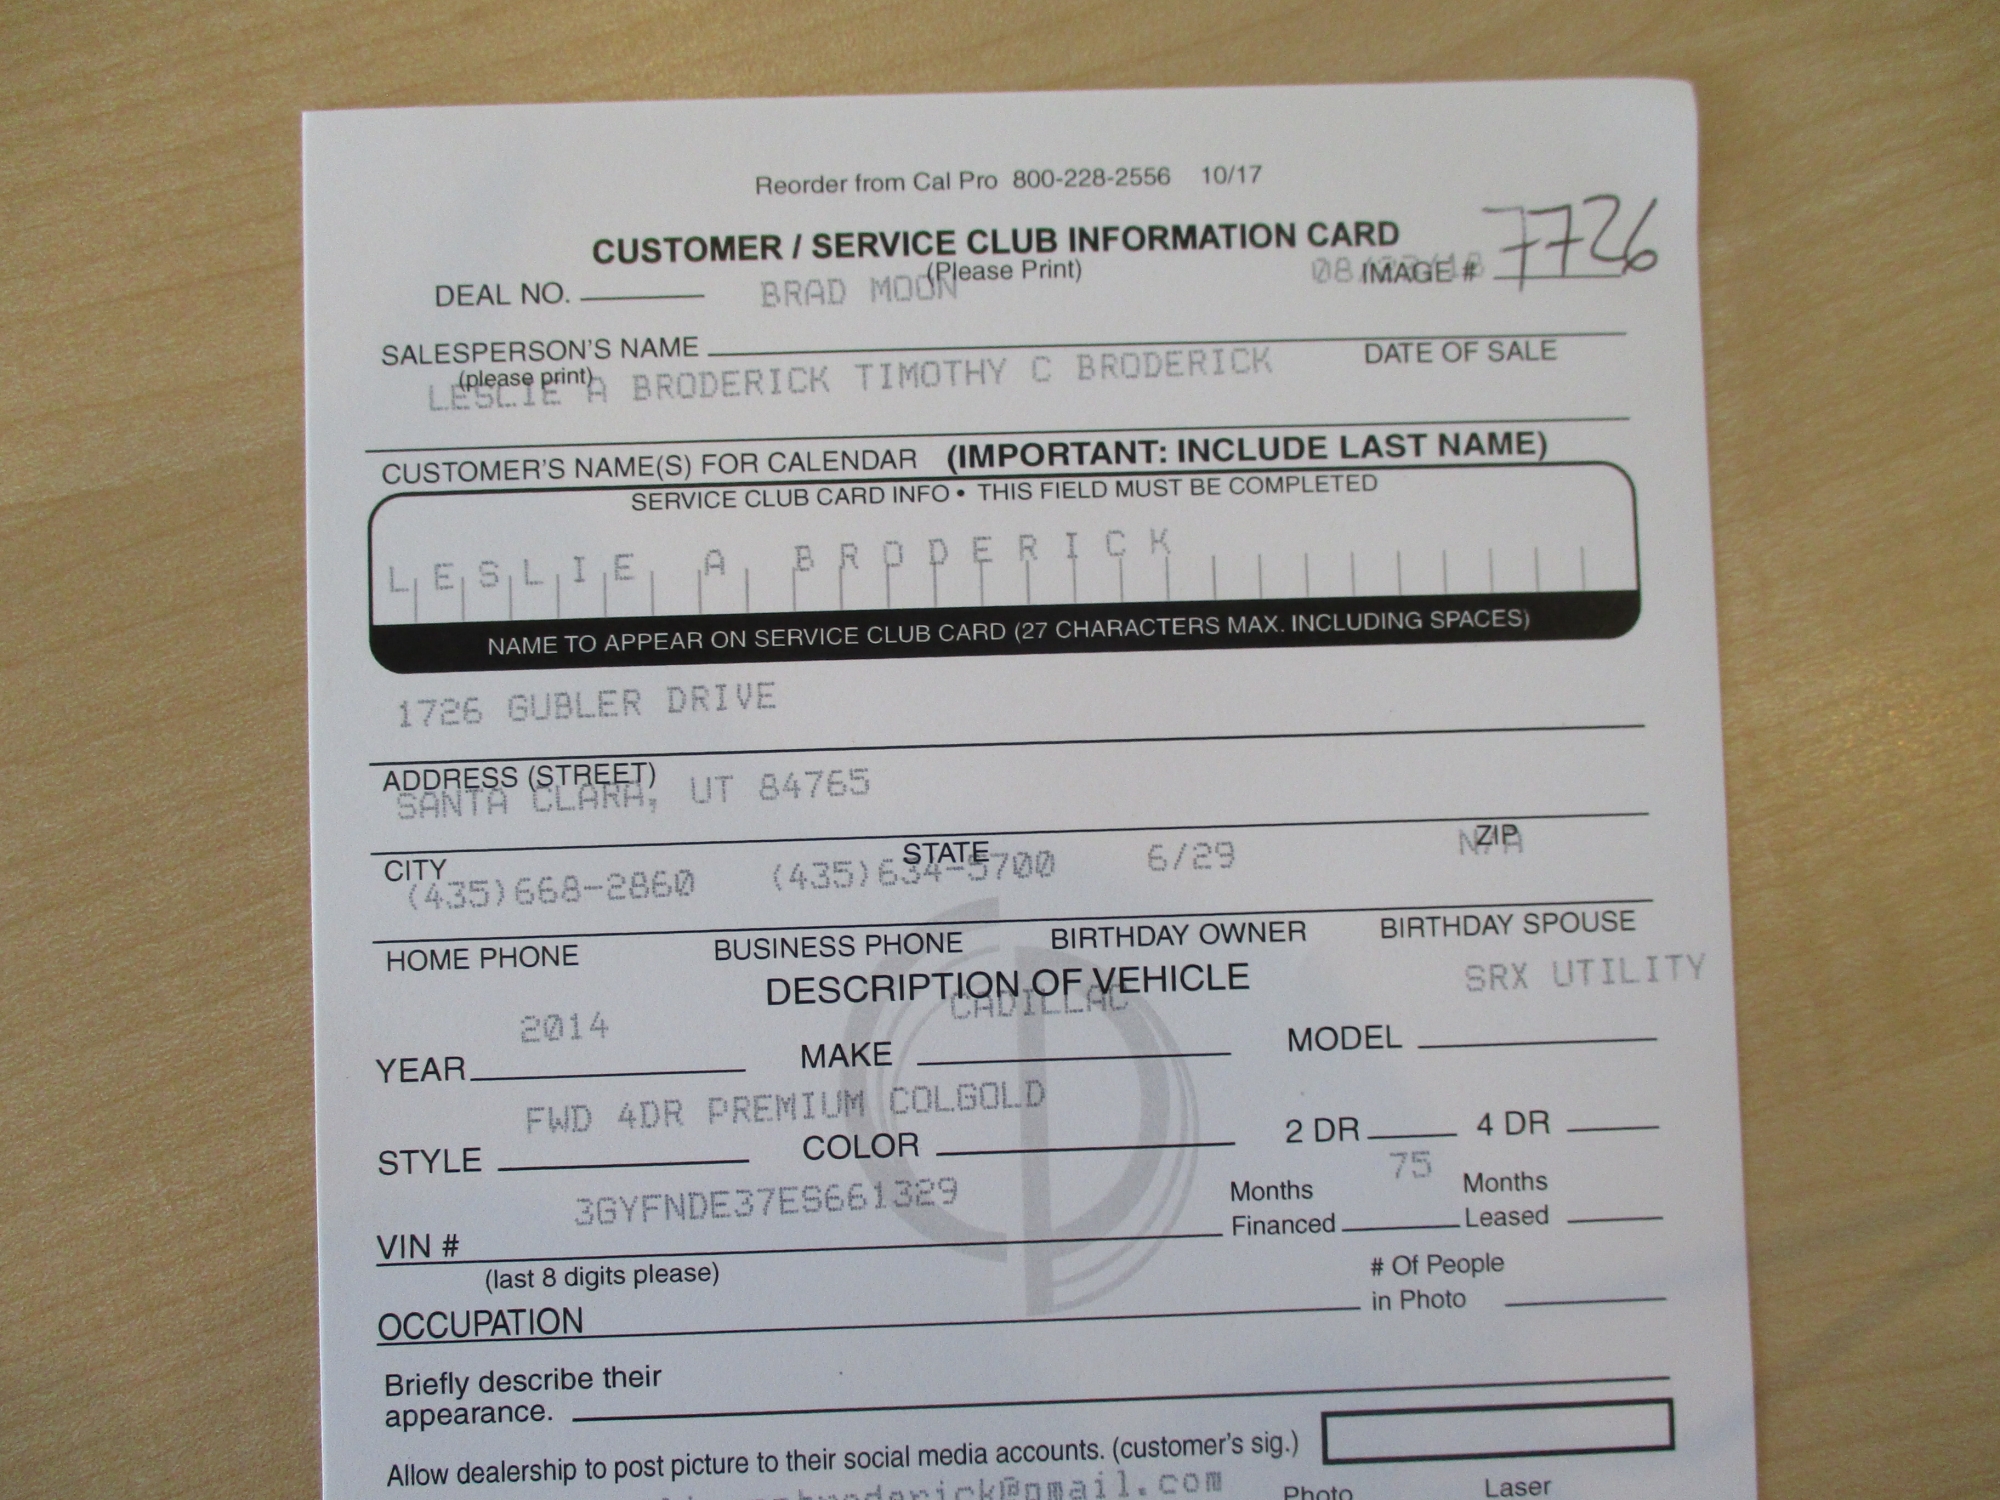 Reorder from Cal Pro 800-228-2556 10/17
CUSTOMER / SERVICE CLUB INFORMATION CARD
(Please Print)
DEAL NO.
BRAD MOON
IMAGE # 7726
SALESPERSON'S NAME
(please print)
DATE OF SALE
LESLIE A BRODERICK TIMOTHY C BRODERICK
CUSTOMER'S NAME(S) FOR CALENDAR (IMPORTANT: INCLUDE LAST NAME)
SERVICE CLUB CARD INFO • THIS FIELD MUST BE COMPLETED
LESLIE A BRODERICK
NAME TO APPEAR ON SERVICE CLUB CARD (27 CHARACTERS MAX. INCLUDING SPACES)
1726 GUBLER DRIVE
ADDRESS (STREET)
SANTA CLARA, UT 84765
CITY STATE ZIP
(435)668-2860 (435)634-5700 6/29 N/A
HOME PHONE BUSINESS PHONE BIRTHDAY OWNER BIRTHDAY SPOUSE
DESCRIPTION OF VEHICLE
2014 CADILLAC SRX UTILITY
YEAR MAKE MODEL
FWD 4DR PREMIUM COLGOLD
STYLE COLOR 2 DR 4 DR
3GYFNDE37ES661329 75
VIN # Months Financed Months Leased
(last 8 digits please)
# Of People in Photo
OCCUPATION
Briefly describe their
appearance.
Allow dealership to post picture to their social media accounts. (customer's sig.)
Photo Laser